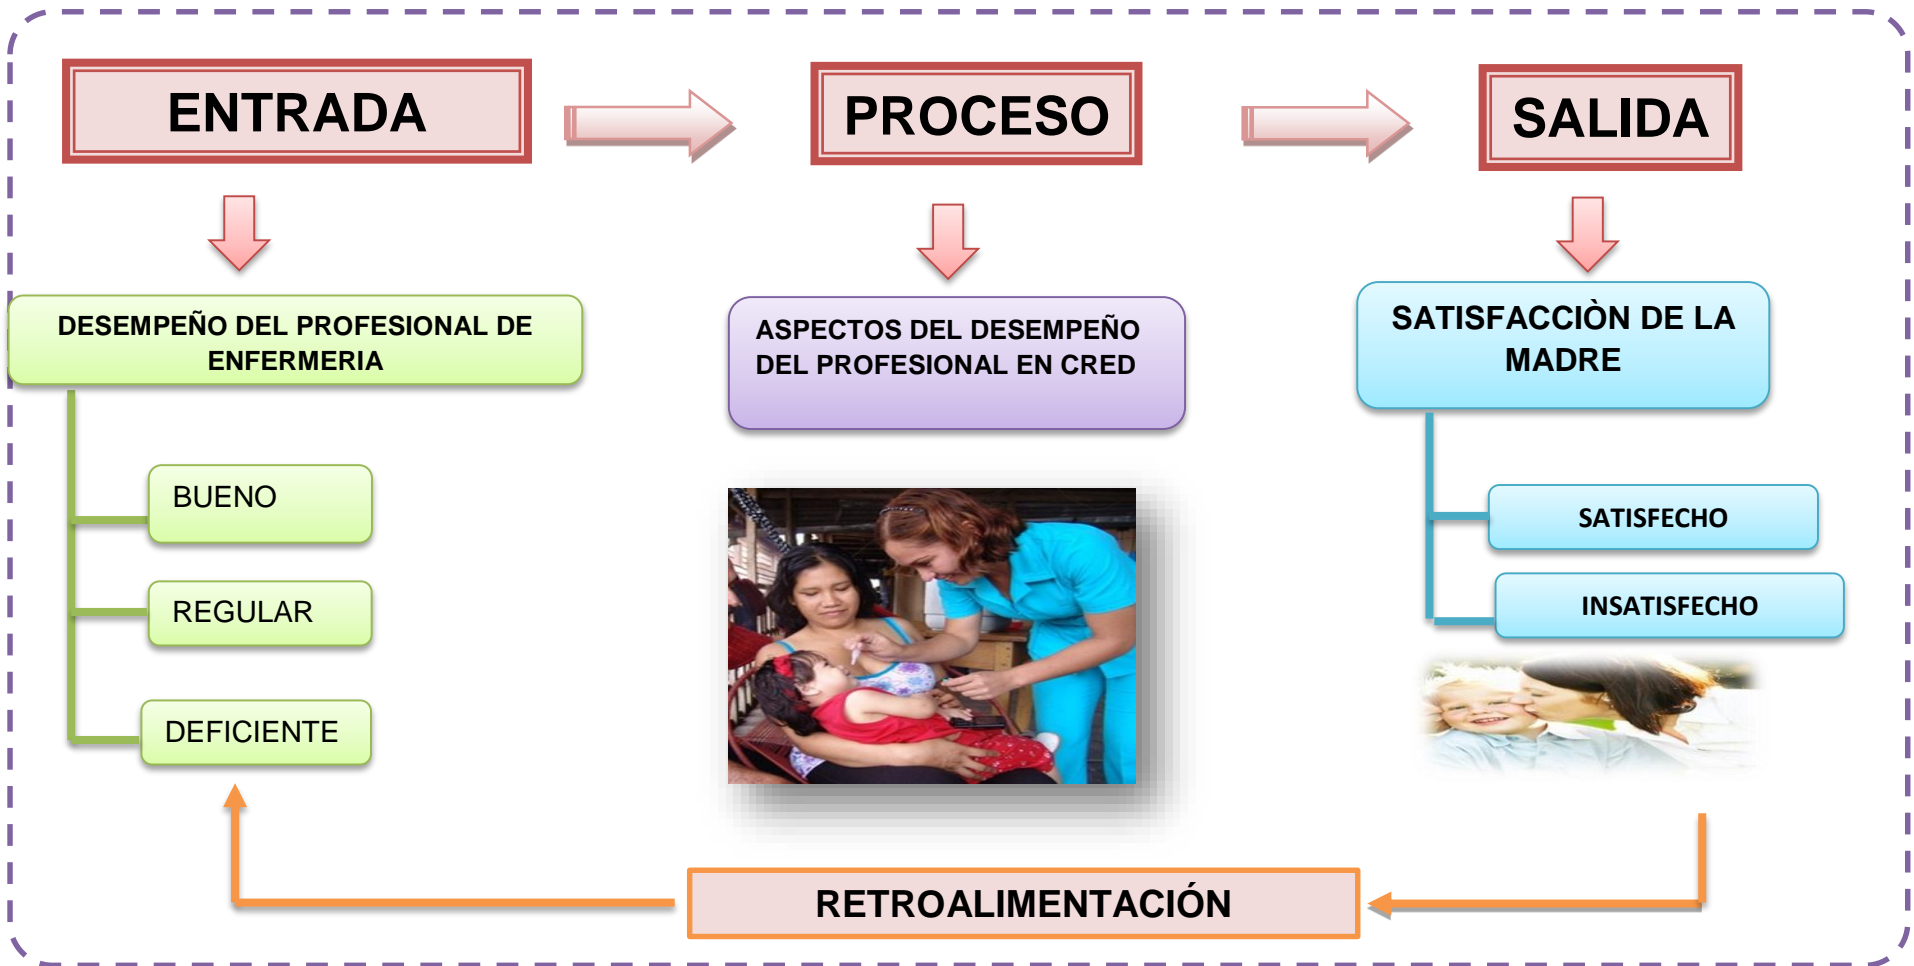 ENTRADA
PROCESO
SALIDA
DESEMPEÑO DEL PROFESIONAL DE
ENFERMERIA
BUENO
REGULAR
DEFICIENTE
ASPECTOS DEL DESEMPEÑO
DEL PROFESIONAL EN CRED
SATISFACCIÒN DE LA
MADRE
SATISFECHO
INSATISFECHO
RETROALIMENTACIÓN